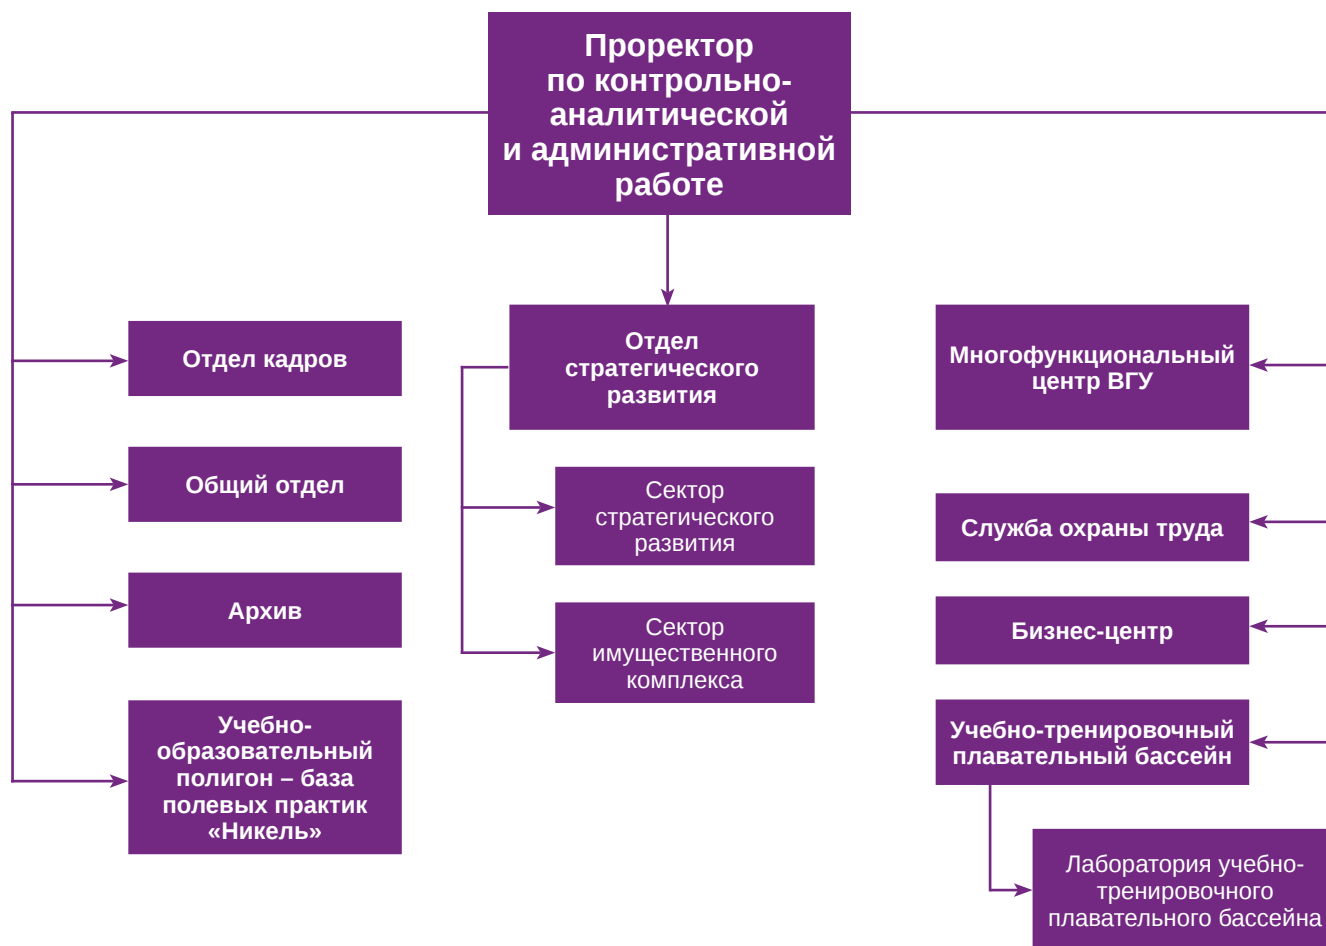 Проректор
по контрольно-
аналитической
и административной
работе
Отдел кадров
Общий отдел
Архив
Учебно-
образовательный
полигон – база
полевых практик
«Никель»
Отдел
стратегического
развития
Сектор
стратегического
развития
Сектор
имущественного
комплекса
Многофункциональный
центр ВГУ
Служба охраны труда
Бизнес-центр
Учебно-тренировочный
плавательный бассейн
Лаборатория учебно-
тренировочного
плавательного бассейна